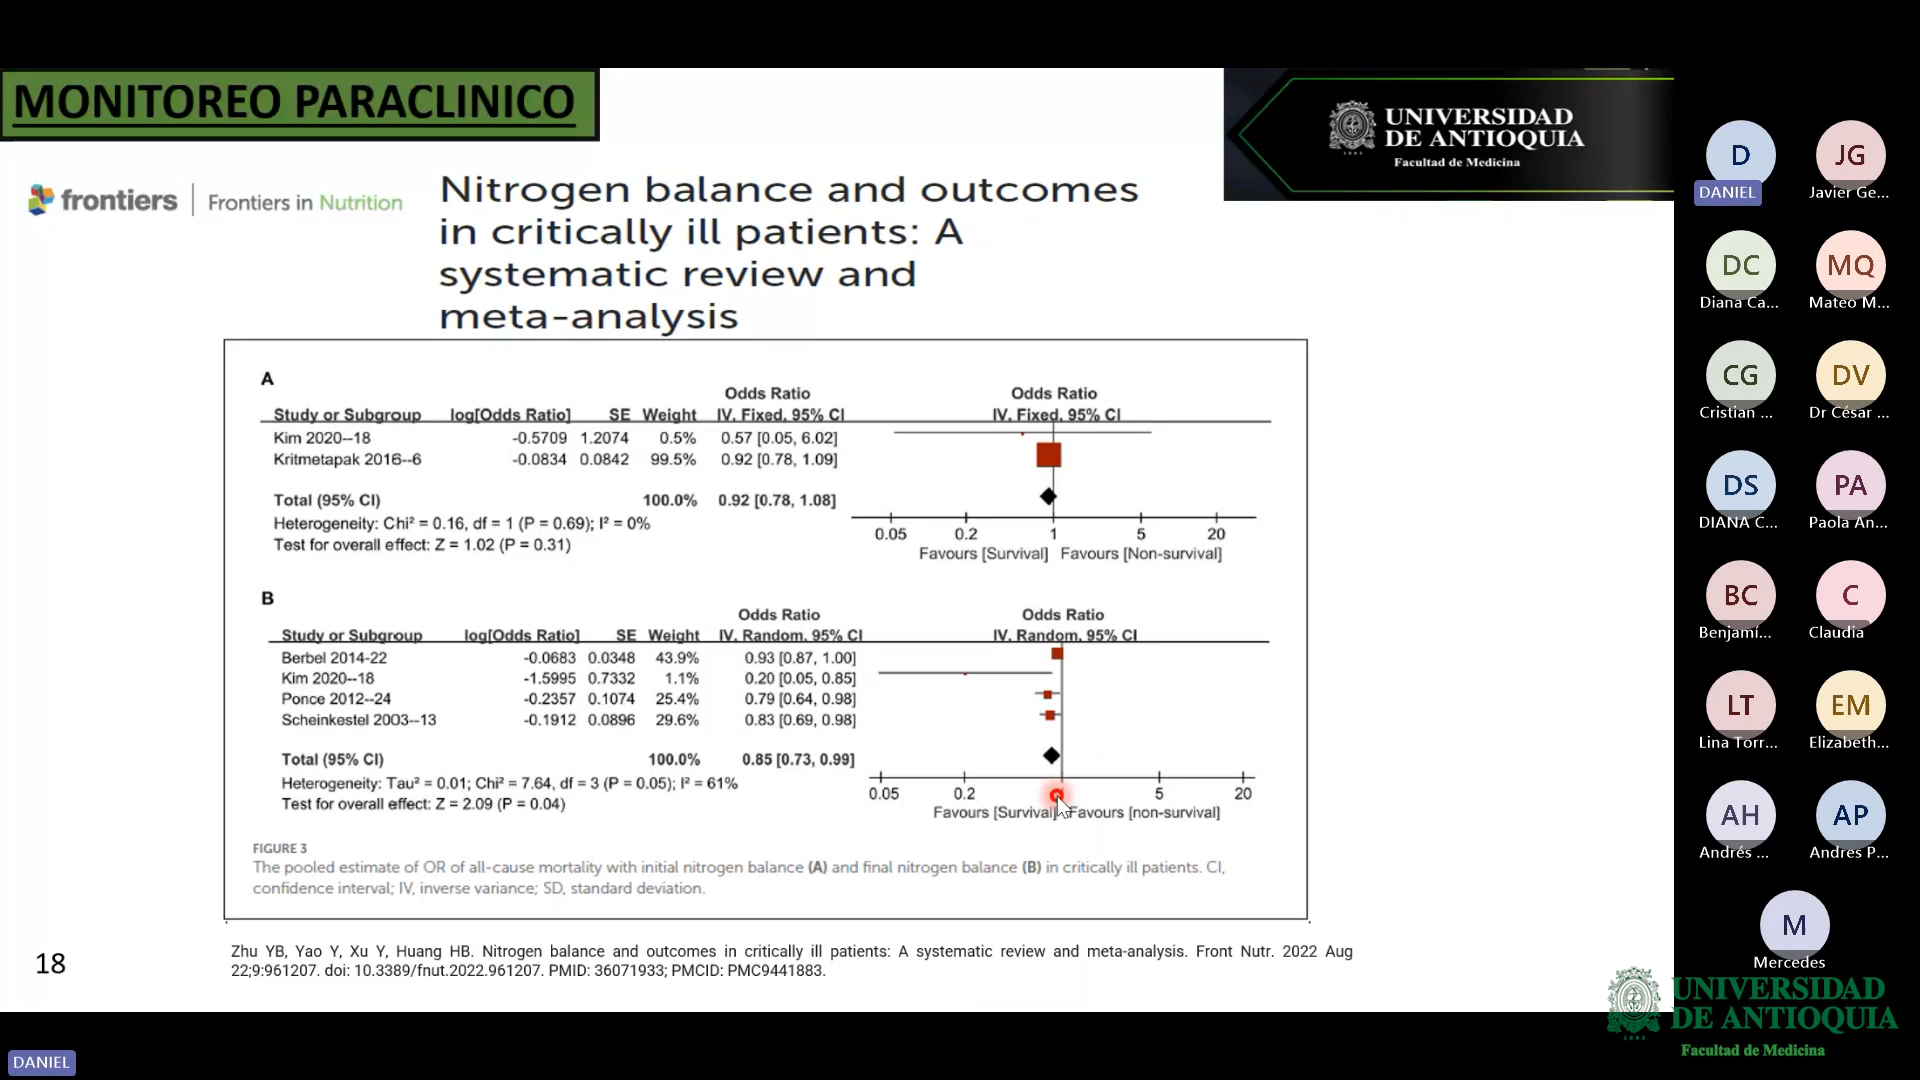 MONITOREO PARACLINICO
UNIVERSIDAD
DE ANTIOQUIA
Facultad de Medicina
frontiers | Frontiers in Nutrition
Nitrogen balance and outcomes
in critically ill patients: A
systematic review and
meta-analysis
A
Odds Ratio Odds Ratio
Study or Subgroup log[Odds Ratio] SE Weight IV, Fixed, 95% CI IV, Fixed, 95% CI
Kim 2020--18 -0.5709 1.2074 0.5% 0.57 [0.05, 6.02]
Kritmetapak 2016--6 -0.0834 0.0842 99.5% 0.92 [0.78, 1.09]
Total (95% CI) 100.0% 0.92 [0.78, 1.08]
Heterogeneity: Chi² = 0.16, df = 1 (P = 0.69); I² = 0%
Test for overall effect: Z = 1.02 (P = 0.31)
0.05 0.2 1 5 20
Favours [Survival] Favours [Non-survival]
B
Odds Ratio Odds Ratio
Study or Subgroup log[Odds Ratio] SE Weight IV, Random, 95% CI IV, Random, 95% CI
Berbel 2014-22 -0.0683 0.0348 43.9% 0.93 [0.87, 1.00]
Kim 2020--18 -1.5995 0.7332 1.1% 0.20 [0.05, 0.85]
Ponce 2012--24 -0.2357 0.1074 25.4% 0.79 [0.64, 0.98]
Scheinkestel 2003--13 -0.1912 0.0896 29.6% 0.83 [0.69, 0.98]
Total (95% CI) 100.0% 0.85 [0.73, 0.99]
Heterogeneity: Tau² = 0.01; Chi² = 7.64, df = 3 (P = 0.05); I² = 61%
Test for overall effect: Z = 2.09 (P = 0.04)
0.05 0.2 5 20
Favours [Survival] Favours [non-survival]
FIGURE 3
The pooled estimate of OR of all-cause mortality with initial nitrogen balance (A) and final nitrogen balance (B) in critically ill patients. CI,
confidence interval; IV, inverse variance; SD, standard deviation.
Zhu YB, Yao Y, Xu Y, Huang HB. Nitrogen balance and outcomes in critically ill patients: A systematic review and meta-analysis. Front Nutr. 2022 Aug
22;9:961207. doi: 10.3389/fnut.2022.961207. PMID: 36071933; PMCID: PMC9441883.
18
D JG
DANIEL Javier Ge...
DC MQ
Diana Ca... Mateo M...
CG DV
Cristian ... Dr César ...
DS PA
DIANA C... Paola An...
BC C
Benjamí... Claudia
LT EM
Lina Torr... Elizabeth...
AH AP
Andrés ... Andres P...
M
Mercedes
UNIVERSIDAD
DE ANTIOQUIA
Facultad de Medicina
DANIEL